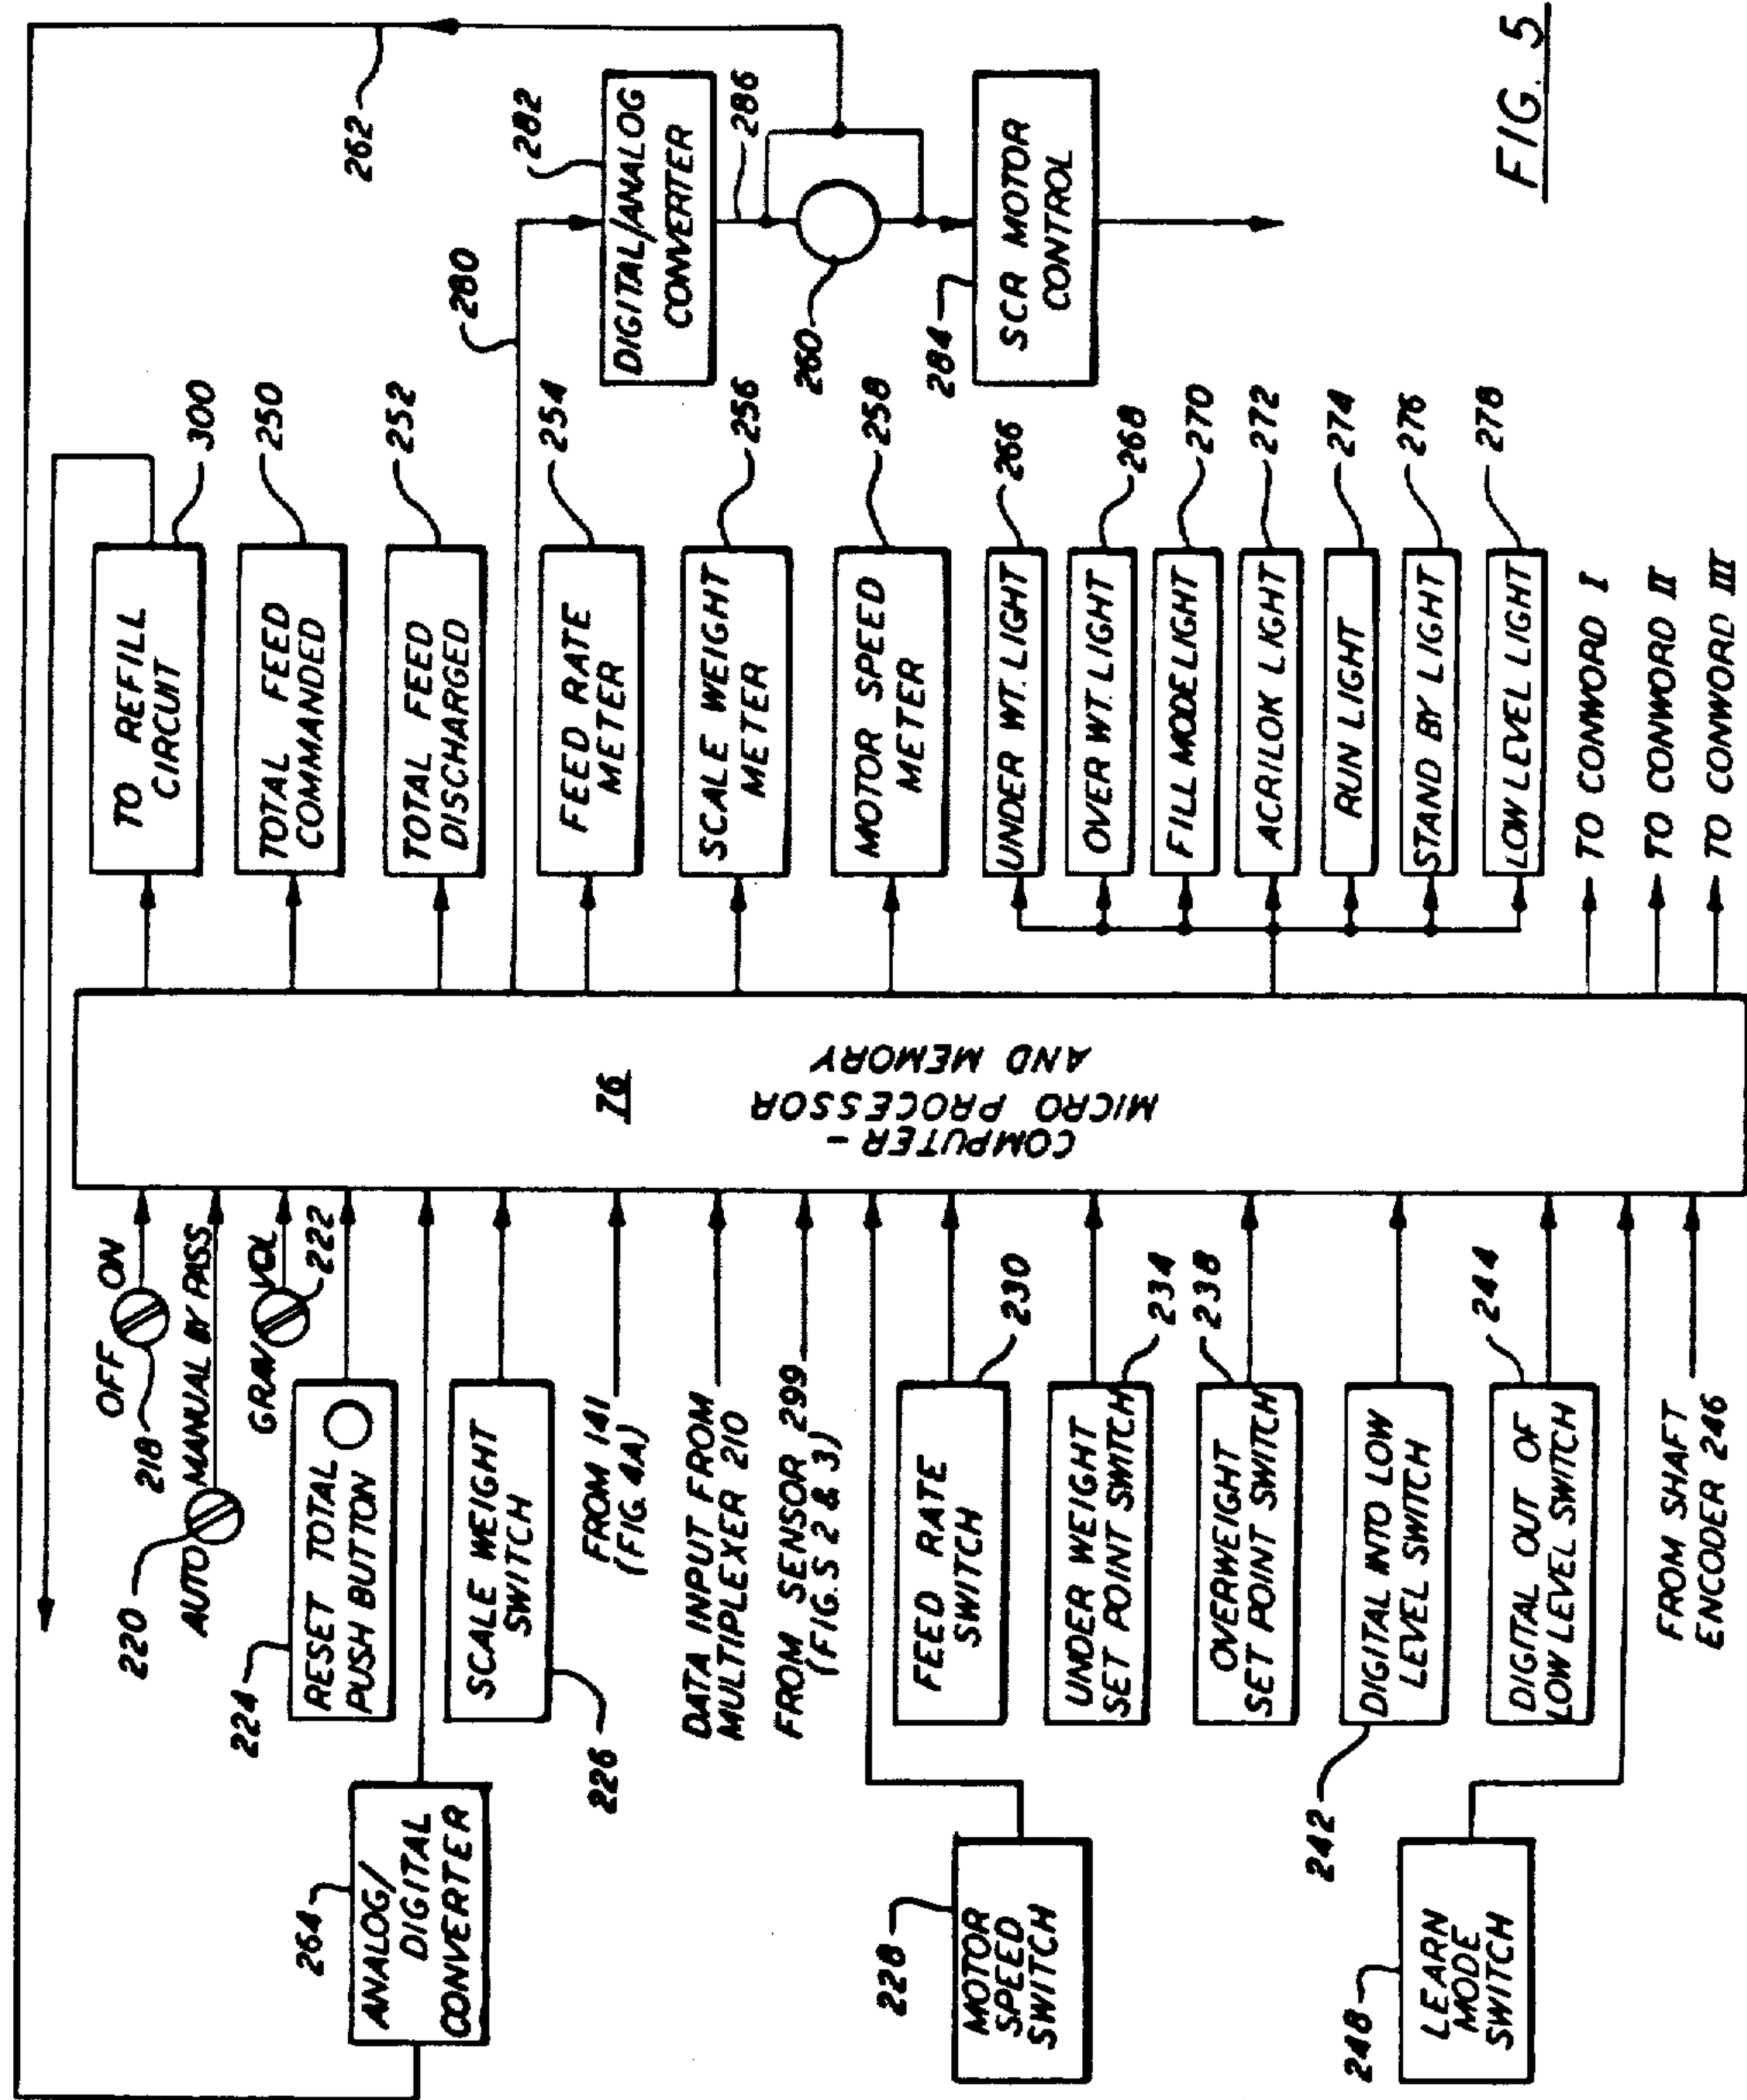 OFF
ON
218
220
AUTO
MANUAL BY PASS
GRAV
VOL
222
224
RESET TOTAL
PUSH BUTTON
264
ANALOG/
DIGITAL
CONVERTER
SCALE WEIGHT
SWITCH
226
FROM 141
(FIG. 4A)
DATA INPUT FROM
MULTIPLEXER 210
FROM SENSOR 299
(FIG.S 2 & 3)
228
MOTOR
SPEED
SWITCH
FEED RATE
SWITCH
230
UNDER WEIGHT
SET POINT SWITCH
234
OVERWEIGHT
SET POINT SWITCH
238
242
DIGITAL INTO LOW
LEVEL SWITCH
DIGITAL OUT OF
LOW LEVEL SWITCH
244
248
LEARN
MODE
SWITCH
FROM SHAFT
ENCODER 246
76
COMPUTER-
MICRO PROCESSOR
AND MEMORY
TO REFILL
CIRCUIT
300
TOTAL FEED
COMMANDED
250
TOTAL FEED
DISCHARGED
252
280
FEED RATE
METER
254
SCALE WEIGHT
METER
256
MOTOR SPEED
METER
258
UNDER WT. LIGHT
266
OVER WT. LIGHT
268
FILL MODE LIGHT
270
ACRILOK LIGHT
272
RUN LIGHT
274
STAND BY LIGHT
276
LOW LEVEL LIGHT
278
TO CONWORD I
TO CONWORD II
TO CONWORD III
262
282
DIGITAL/ANALOG
CONVERTER
286
260
284
SCR MOTOR
CONTROL
FIG. 5